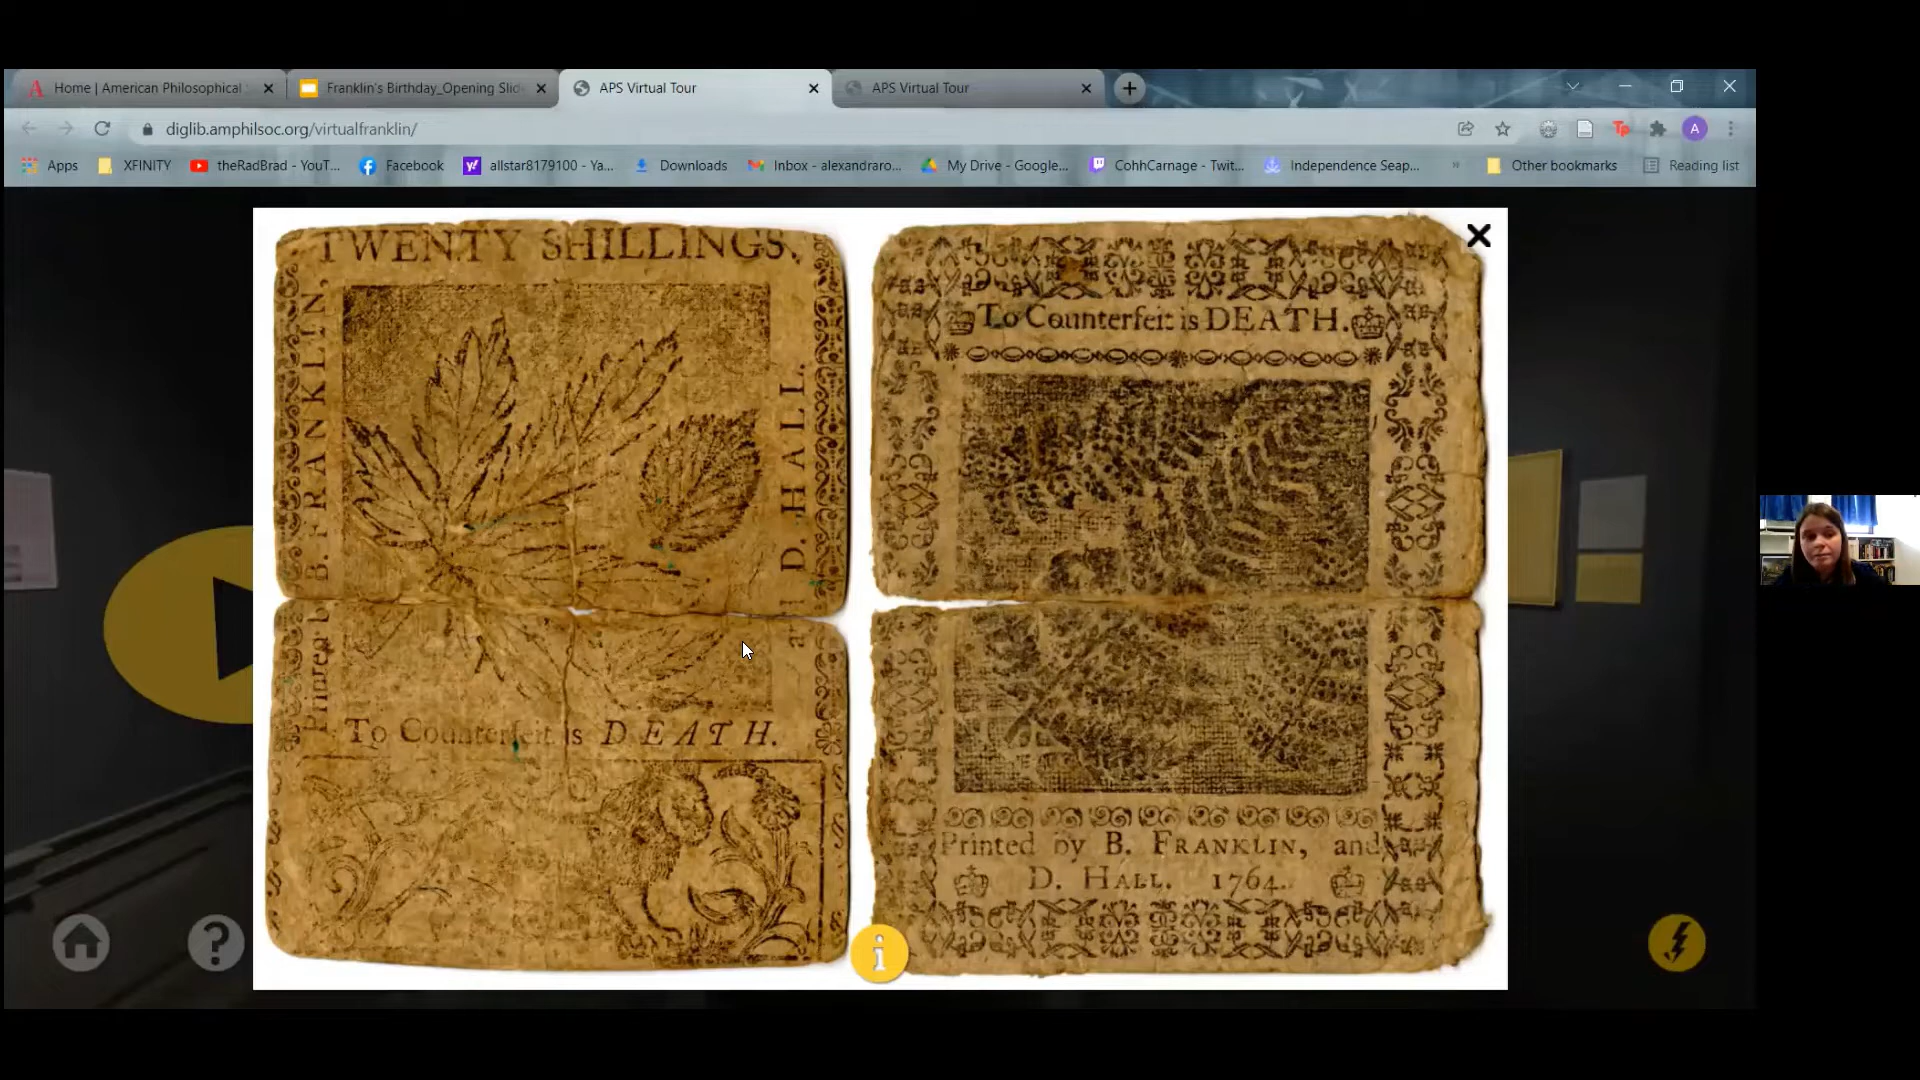 Home | American Philosophical
Franklin's Birthday_Opening Slid
APS Virtual Tour
APS Virtual Tour
diglib.amphilsoc.org/virtualfranklin/
A
Apps
XFINITY
theRadBrad - YouT...
Facebook
allstar8179100 - Ya...
Downloads
Inbox - alexandraro...
My Drive - Google...
CohhCarnage - Twit...
Independence Seap...
»
Other bookmarks
Reading list
TWENTY SHILLINGS.
Printed b
B. FRANKLIN,
D. HALL.
To Counterfeit is DEATH.
To Counterfeit is DEATH.
Printed by B. FRANKLIN, and
D. HALL. 1764.